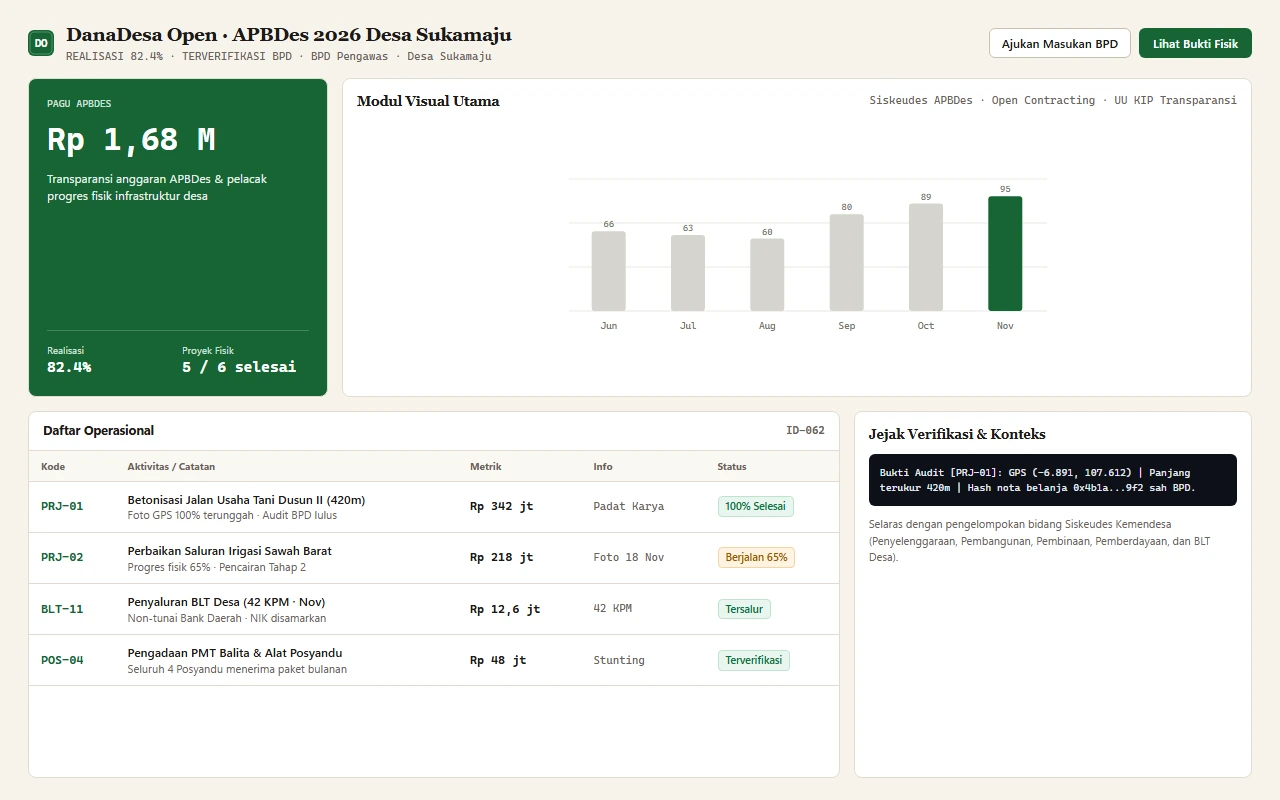 DO
DanaDesa Open · APBDes 2026 Desa Sukamaju
REALISASI 82.4% · TERVERIFIKASI BPD · BPD Pengawas · Desa Sukamaju
Ajukan Masukan BPD
Lihat Bukti Fisik
PAGU APBDES
Rp 1,68 M
Transparansi anggaran APBDes & pelacak
progres fisik infrastruktur desa
Realisasi
82.4%
Proyek Fisik
5 / 6 selesai
Modul Visual Utama
Siskeudes APBDes · Open Contracting · UU KIP Transparansi
66
63
60
80
89
95
Jun
Jul
Aug
Sep
Oct
Nov
Daftar Operasional
ID-062
Kode
Aktivitas / Catatan
Metrik
Info
Status
PRJ-01
Betonisasi Jalan Usaha Tani Dusun II (420m)
Foto GPS 100% terunggah · Audit BPD lulus
Rp 342 jt
Padat Karya
100% Selesai
PRJ-02
Perbaikan Saluran Irigasi Sawah Barat
Progres fisik 65% · Pencairan Tahap 2
Rp 218 jt
Foto 18 Nov
Berjalan 65%
BLT-11
Penyaluran BLT Desa (42 KPM · Nov)
Non-tunai Bank Daerah · NIK disamarkan
Rp 12,6 jt
42 KPM
Tersalur
POS-04
Pengadaan PMT Balita & Alat Posyandu
Seluruh 4 Posyandu menerima paket bulanan
Rp 48 jt
Stunting
Terverifikasi
Jejak Verifikasi & Konteks
Bukti Audit [PRJ-01]: GPS (-6.891, 107.612) | Panjang
terukur 420m | Hash nota belanja 0x4b1a...9f2 sah BPD.
Selaras dengan pengelompokan bidang Siskeudes Kemendesa
(Penyelenggaraan, Pembangunan, Pembinaan, Pemberdayaan, dan BLT
Desa).